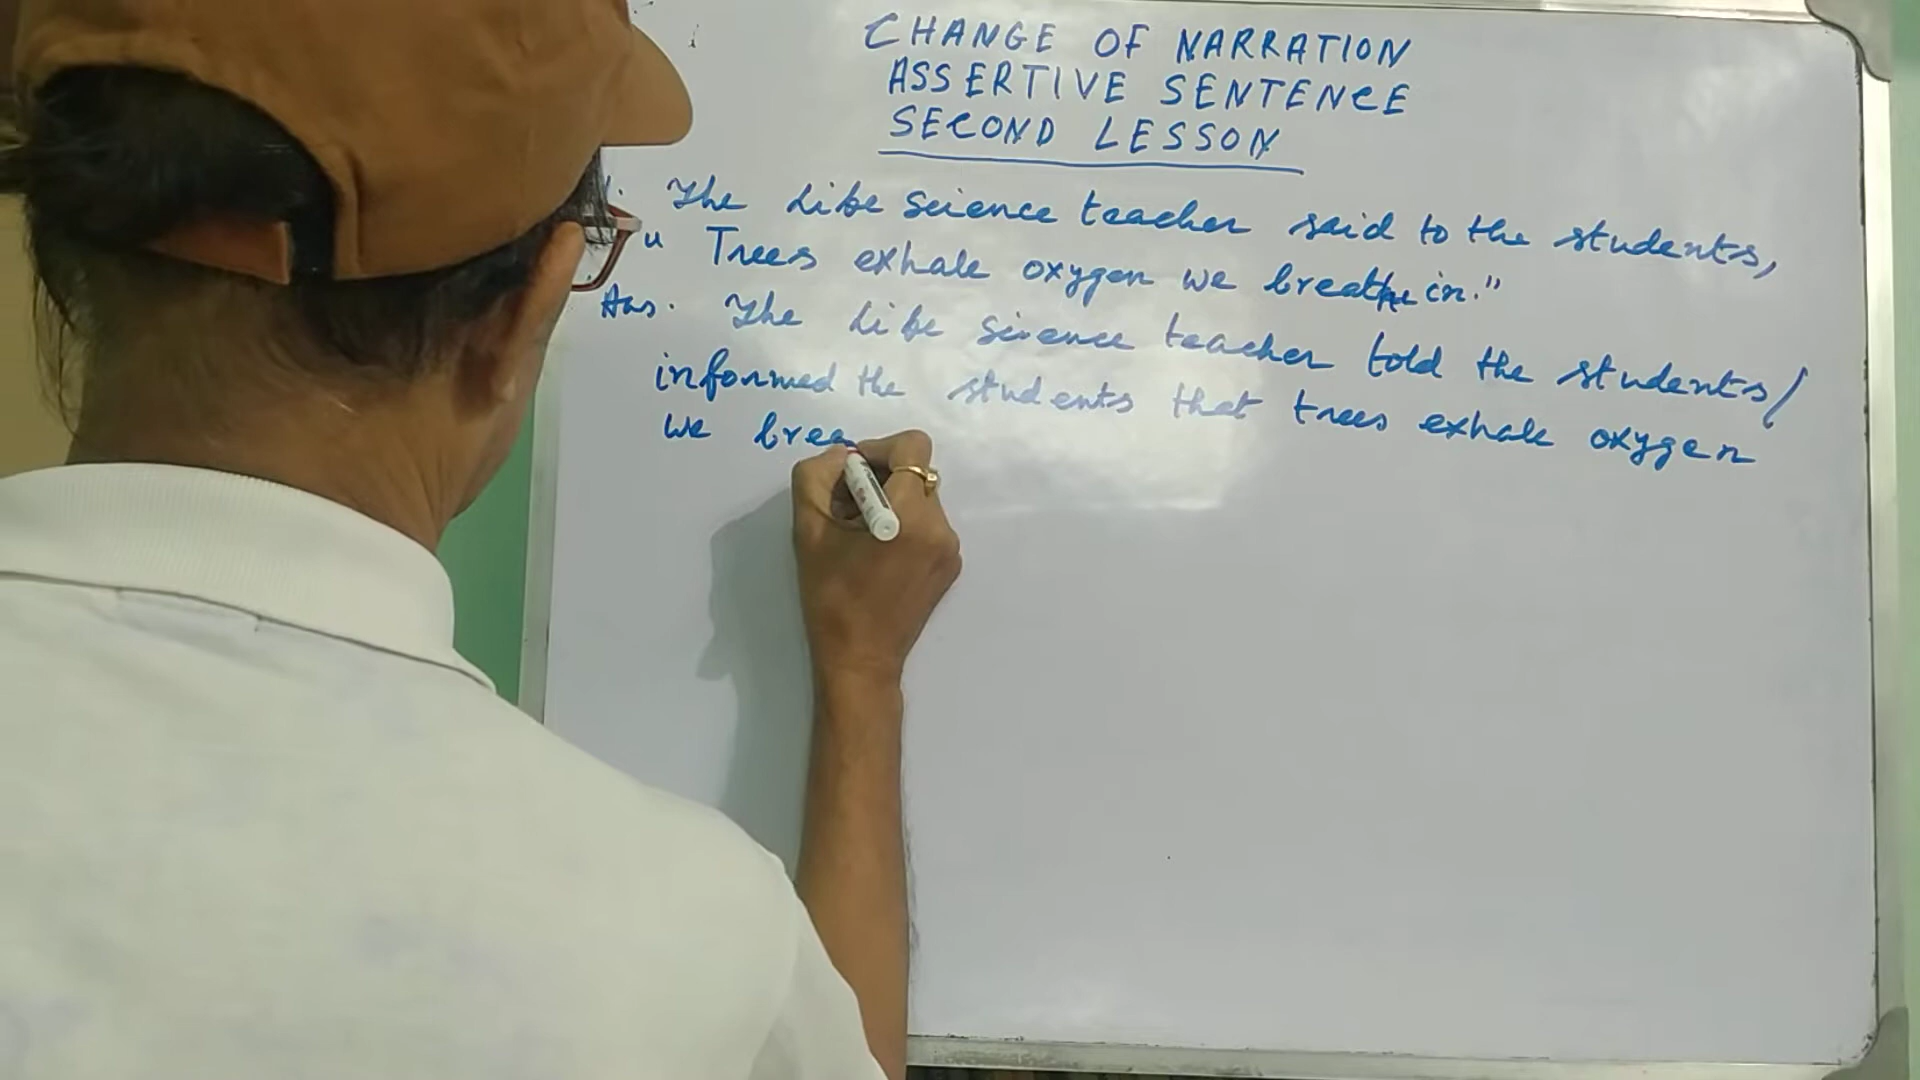 CHANGE OF NARRATION
ASSERTIVE SENTENCE
SECOND LESSON
1. The Life science teacher said to the students,
" Trees exhale oxygen we breathe in."
Ans. The Life science teacher told the students/
informed the students that trees exhale oxygen
we brea